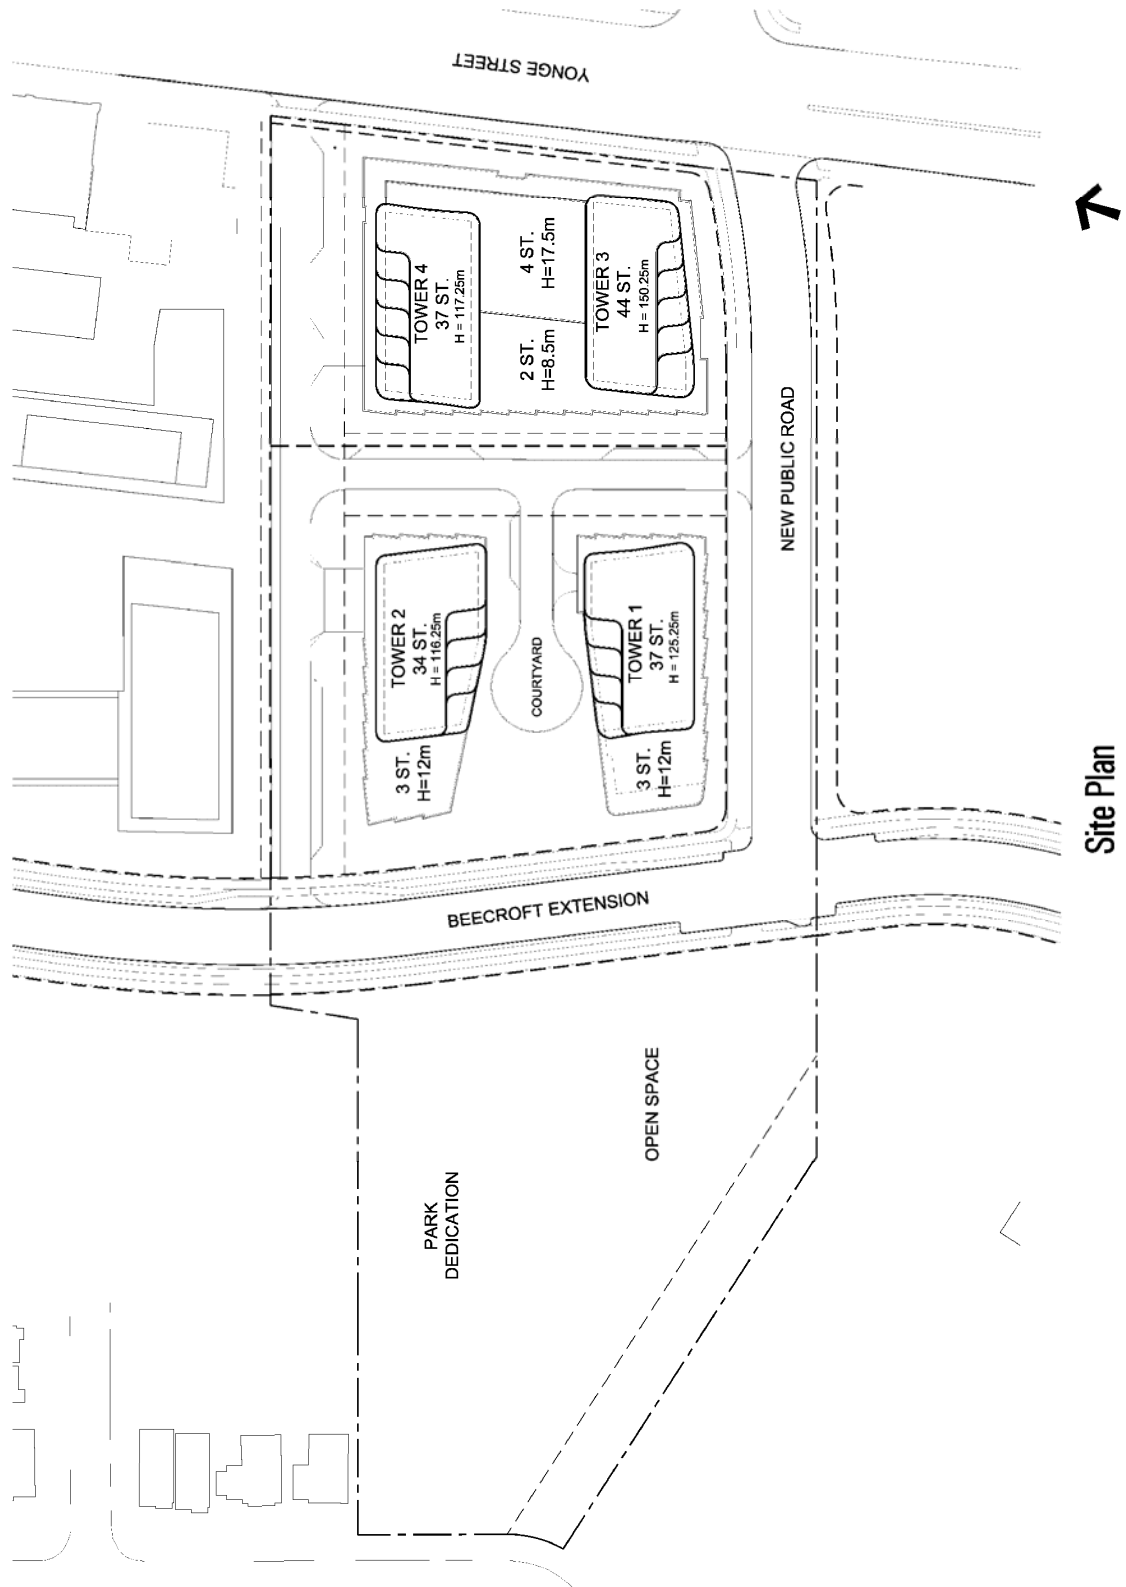 YONGE STREET
TOWER 4
37 ST.
H = 117.25m
4 ST.
H=17.5m
2 ST.
H=8.5m
TOWER 3
44 ST.
H = 150.25m
NEW PUBLIC ROAD
TOWER 2
34 ST.
H = 116.25m
3 ST.
H=12m
COURTYARD
TOWER 1
37 ST.
H = 125.25m
3 ST.
H=12m
BEECROFT EXTENSION
OPEN SPACE
PARK
DEDICATION
Site Plan